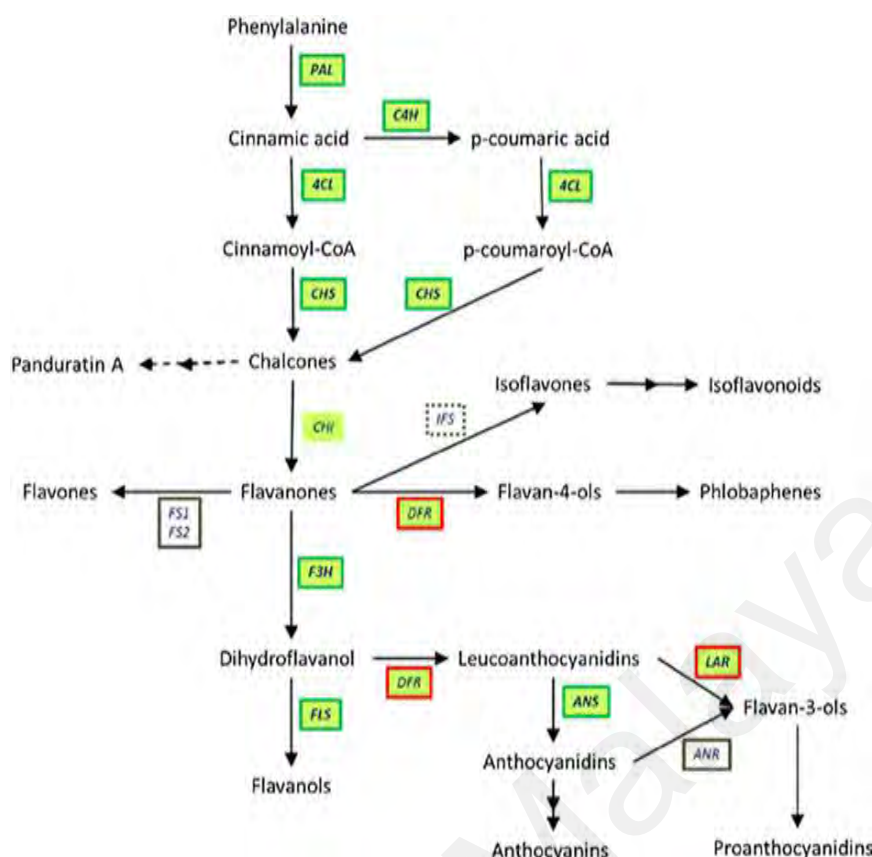 Phenylalanine
PAL
C4H
Cinnamic acid
p-coumaric acid
4CL
4CL
Cinnamoyl-CoA
p-coumaroyl-CoA
CHS
CHS
Panduratin A
Chalcones
Isoflavones
Isoflavonoids
CHI
IFS
Flavones
Flavanones
Flavan-4-ols
Phlobaphenes
FS1
FS2
DFR
F3H
Dihydroflavanol
Leucoanthocyanidins
LAR
DFR
FLS
ANS
Flavan-3-ols
Anthocyanidins
ANR
Flavanols
Anthocyanins
Proanthocyanidins
Malaya